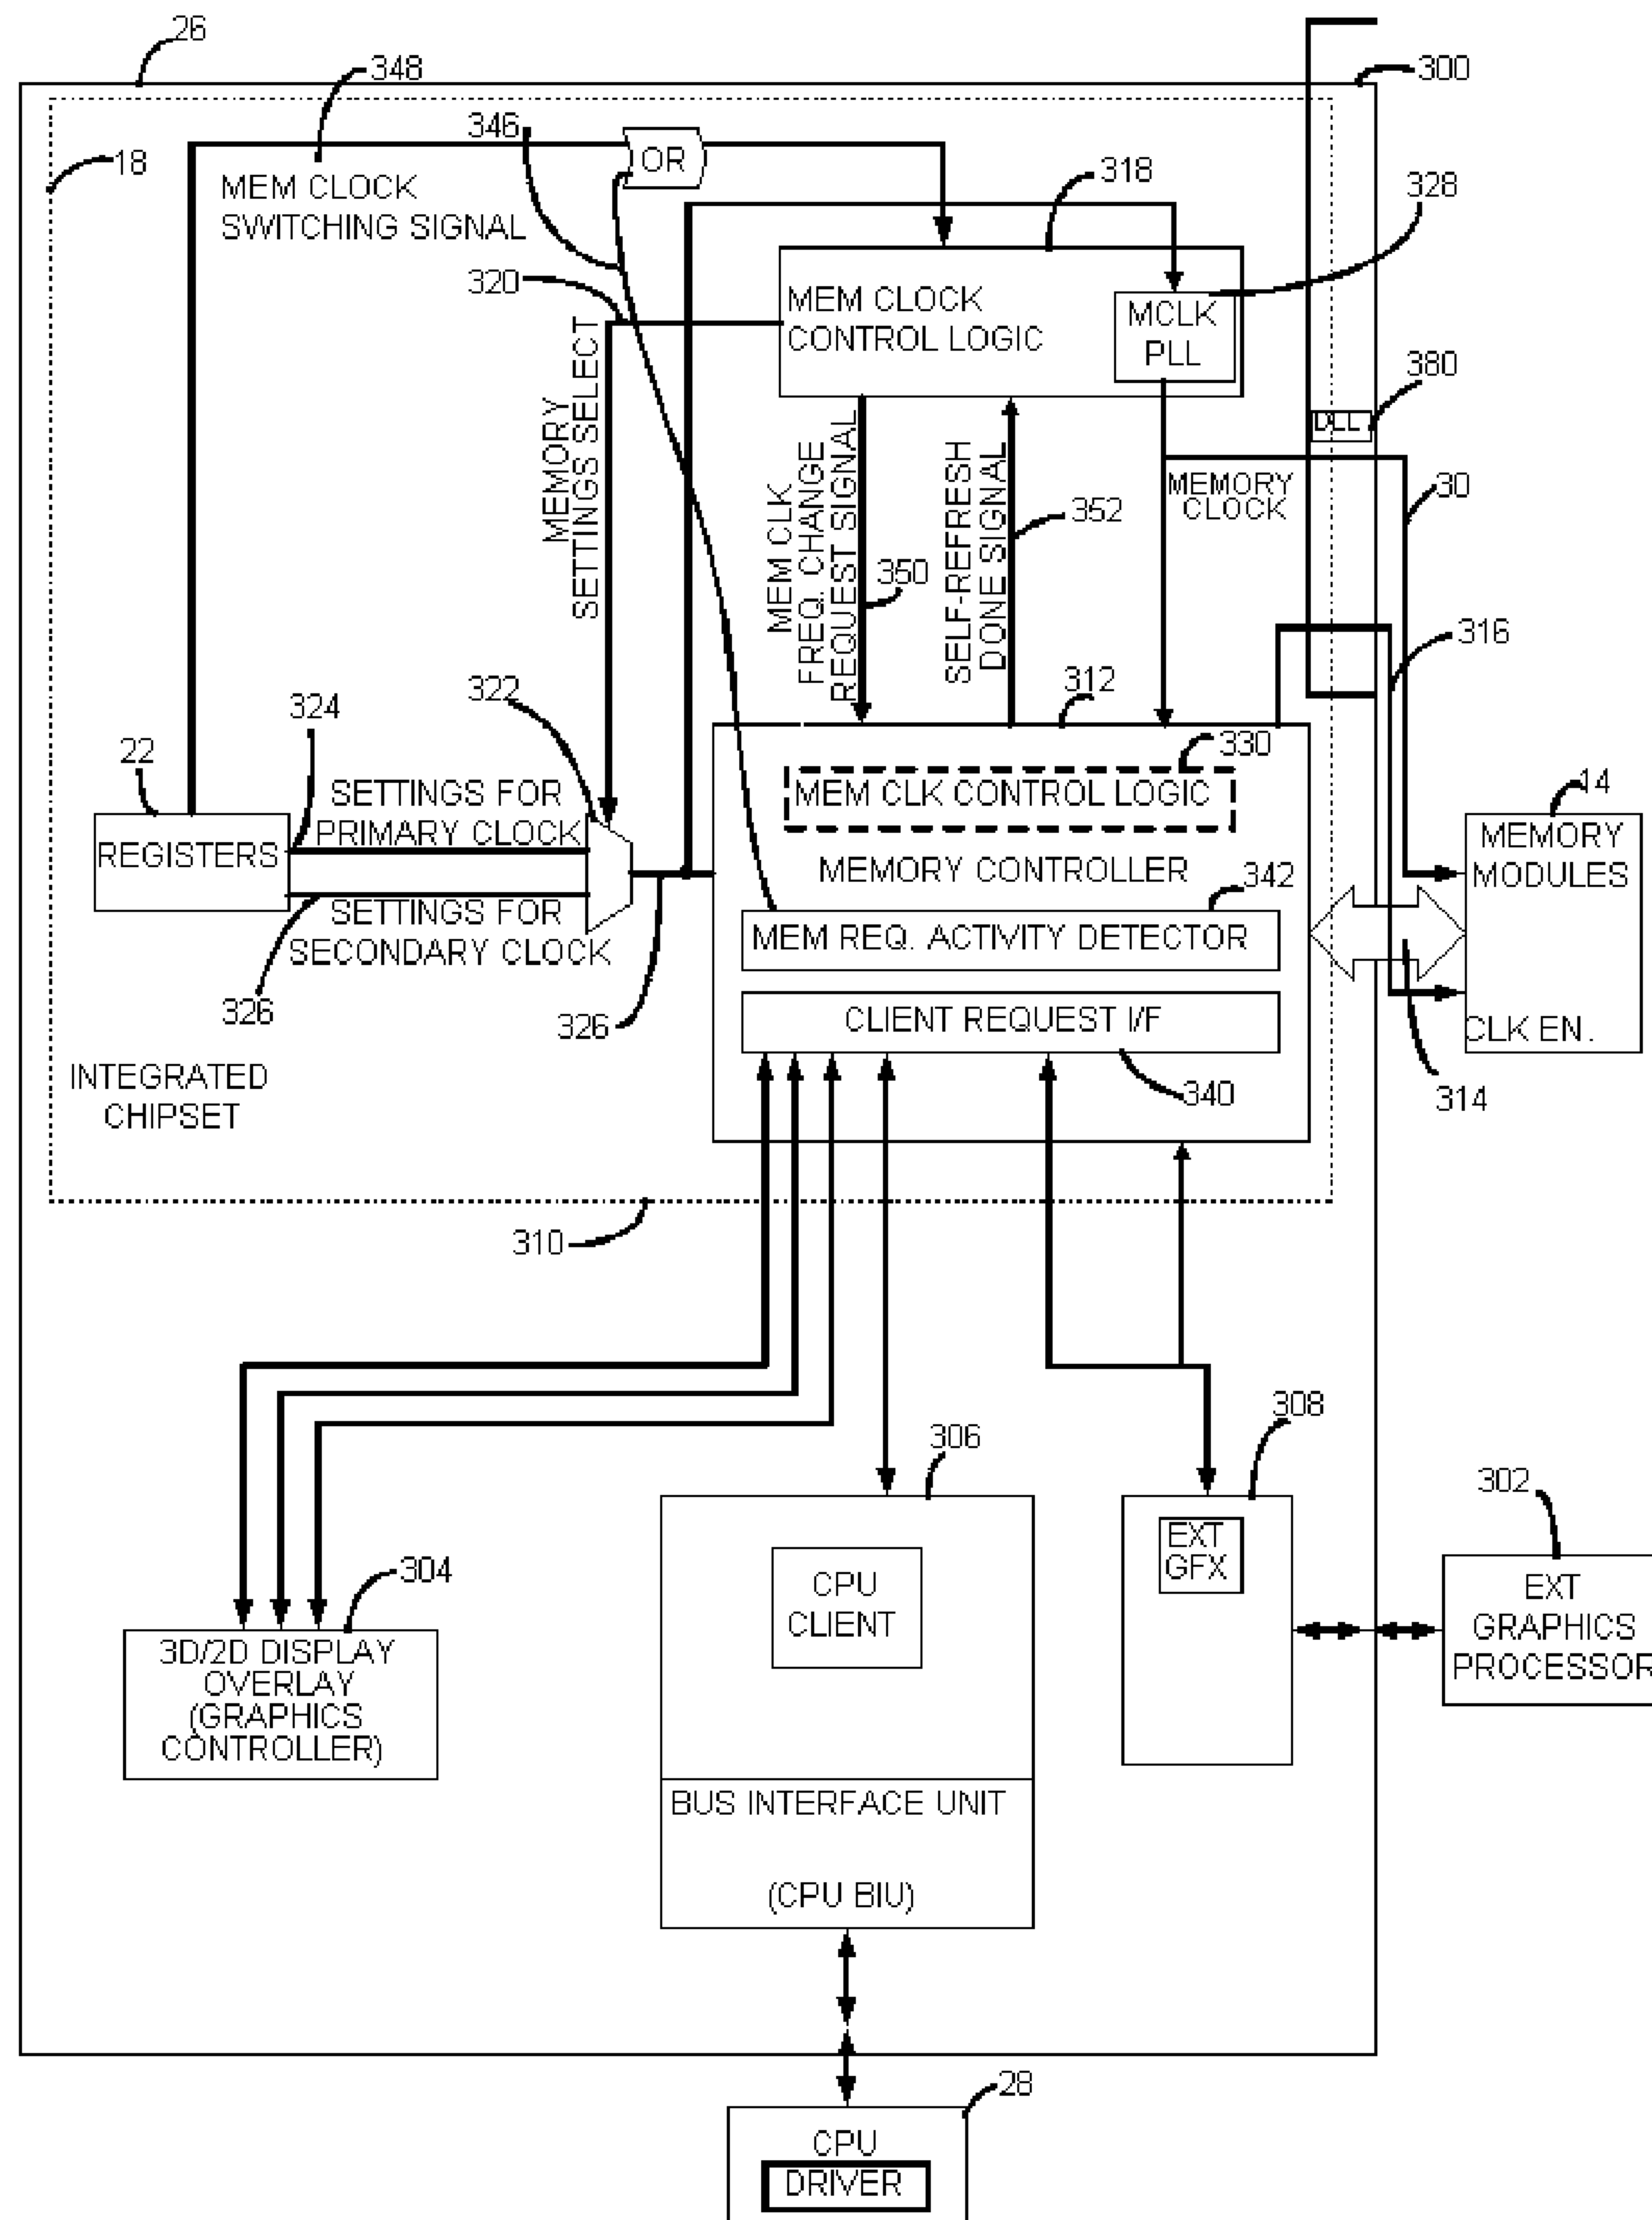 26
348
300
346
OR
18
318
328
MEM CLOCK
SWITCHING SIGNAL
320
MEM CLOCK
CONTROL LOGIC
MCLK
PLL
380
DLL
MEMORY
SETTINGS SELECT
MEM CLK
FREQ. CHANGE
REQUEST SIGNAL
350
SELF-REFRESH
DONE SIGNAL
352
MEMORY
CLOCK
30
316
312
322
324
22
330
14
SETTINGS FOR
PRIMARY CLOCK
MEM CLK CONTROL LOGIC
MEMORY
MODULES
REGISTERS
MEMORY CONTROLLER
342
SETTINGS FOR
SECONDARY CLOCK
MEM REQ. ACTIVITY DETECTOR
326
326
CLIENT REQUEST I/F
CLK EN.
INTEGRATED
CHIPSET
340
314
310
308
306
302
304
EXT
GFX
CPU
CLIENT
EXT
GRAPHICS
PROCESSOR
3D/2D DISPLAY
OVERLAY
(GRAPHICS
CONTROLLER)
BUS INTERFACE UNIT
(CPU BIU)
28
CPU
DRIVER